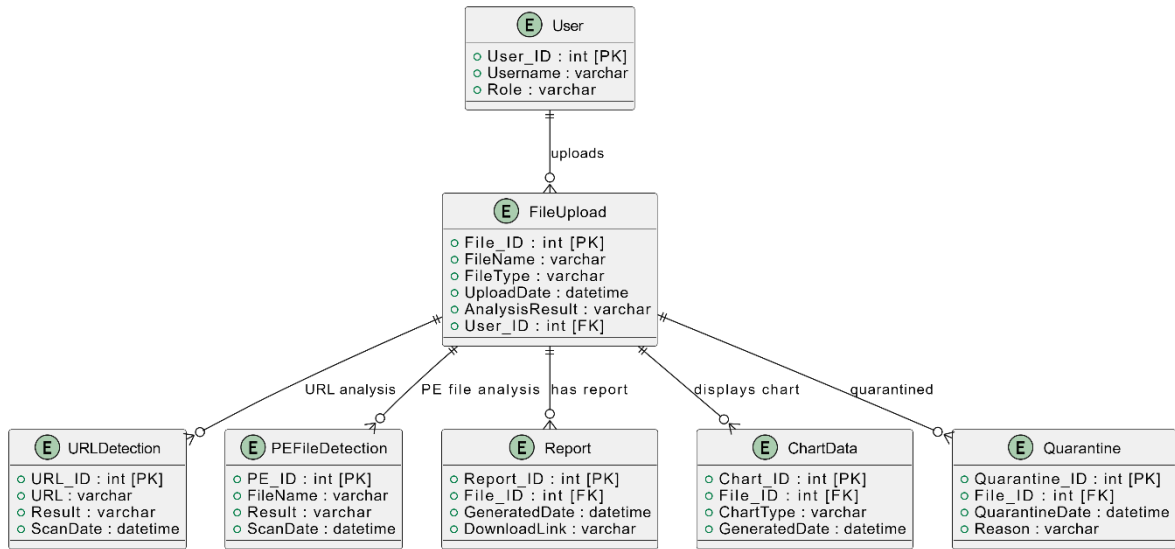 E User
User_ID : int [PK]
Username : varchar
Role : varchar
uploads
E FileUpload
File_ID : int [PK]
FileName : varchar
FileType : varchar
UploadDate : datetime
AnalysisResult : varchar
User_ID : int [FK]
URL analysis
PE file analysis
has report
displays chart
quarantined
E URLDetection
URL_ID : int [PK]
URL : varchar
Result : varchar
ScanDate : datetime
E PEFileDetection
PE_ID : int [PK]
FileName : varchar
Result : varchar
ScanDate : datetime
E Report
Report_ID : int [PK]
File_ID : int [FK]
GeneratedDate : datetime
DownloadLink : varchar
E ChartData
Chart_ID : int [PK]
File_ID : int [FK]
ChartType : varchar
GeneratedDate : datetime
E Quarantine
Quarantine_ID : int [PK]
File_ID : int [FK]
QuarantineDate : datetime
Reason : varchar